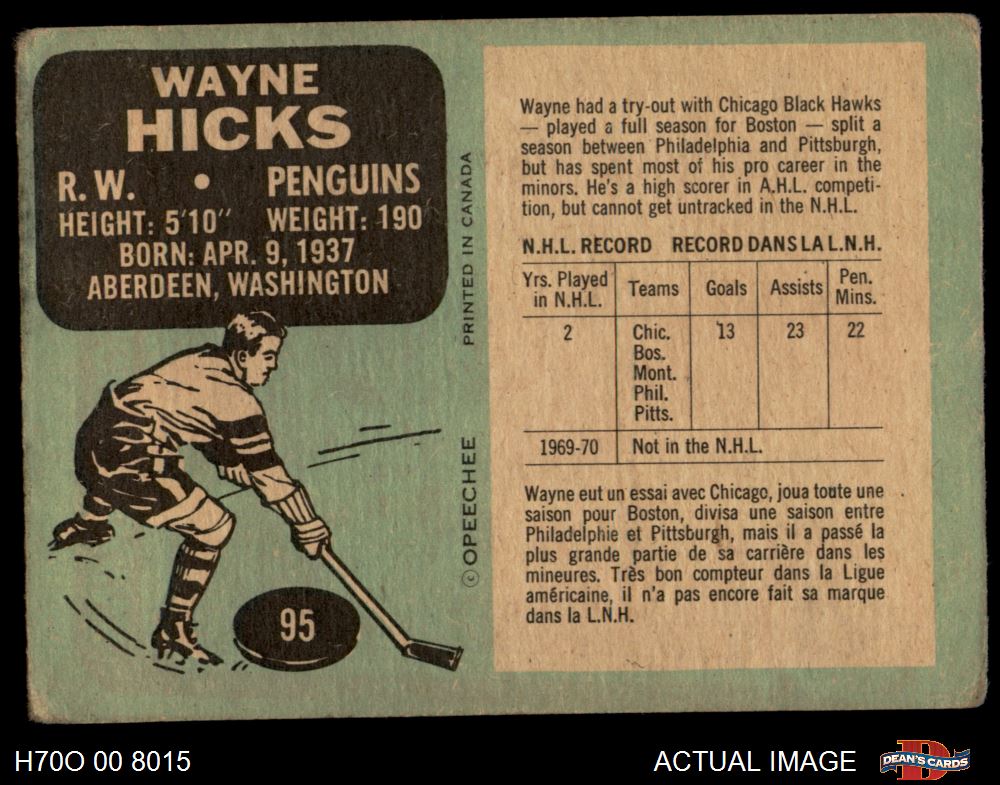 WAYNE
HICKS
R. W. • PENGUINS
HEIGHT: 5'10" WEIGHT: 190
BORN: APR. 9, 1937
ABERDEEN, WASHINGTON
95
© OPEECHEE PRINTED IN CANADA
Wayne had a try-out with Chicago Black Hawks
— played a full season for Boston — split a
season between Philadelphia and Pittsburgh,
but has spent most of his pro career in the
minors. He's a high scorer in A.H.L. competi-
tion, but cannot get untracked in the N.H.L.
N.H.L. RECORD RECORD DANS LA L.N.H.
Yrs. Played in N.H.L. Teams Goals Assists Pen. Mins.
2 Chic. 13 23 22
Bos.
Mont.
Phil.
Pitts.
1969-70 Not in the N.H.L.
Wayne eut un essai avec Chicago, joua toute une
saison pour Boston, divisa une saison entre
Philadelphie et Pittsburgh, mais il a passé la
plus grande partie de sa carrière dans les
mineures. Très bon compteur dans la Ligue
américaine, il n'a pas encore fait sa marque
dans la L.N.H.
H70O 00 8015 ACTUAL IMAGE DEAN'S CARDS